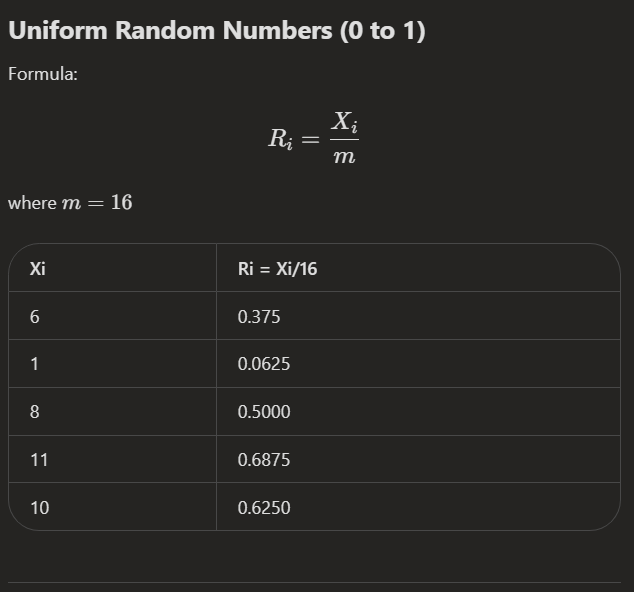 Uniform Random Numbers (0 to 1)
Formula:
Rᵢ = Xᵢ / m
where m = 16
Xi Ri = Xi/16
6 0.375
1 0.0625
8 0.5000
11 0.6875
10 0.6250